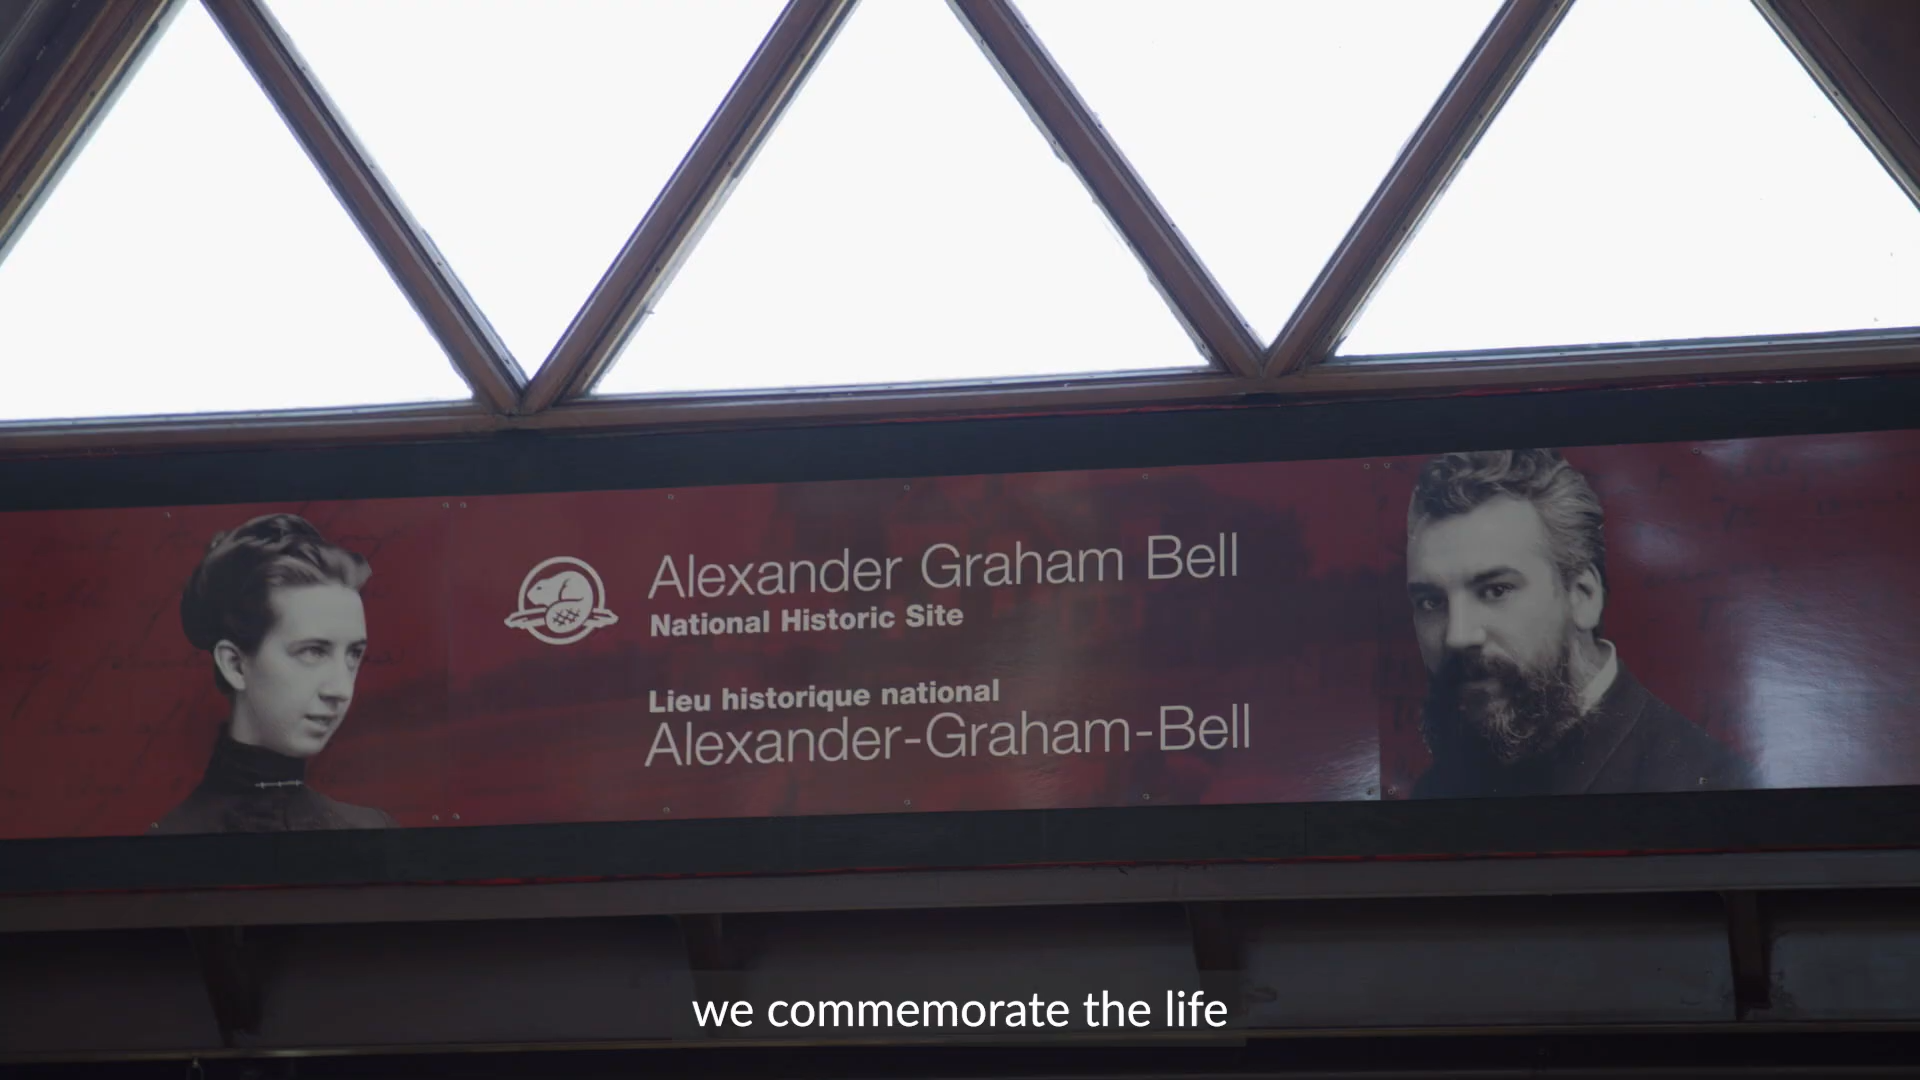 Alexander Graham Bell
National Historic Site
Lieu historique national
Alexander-Graham-Bell
we commemorate the life